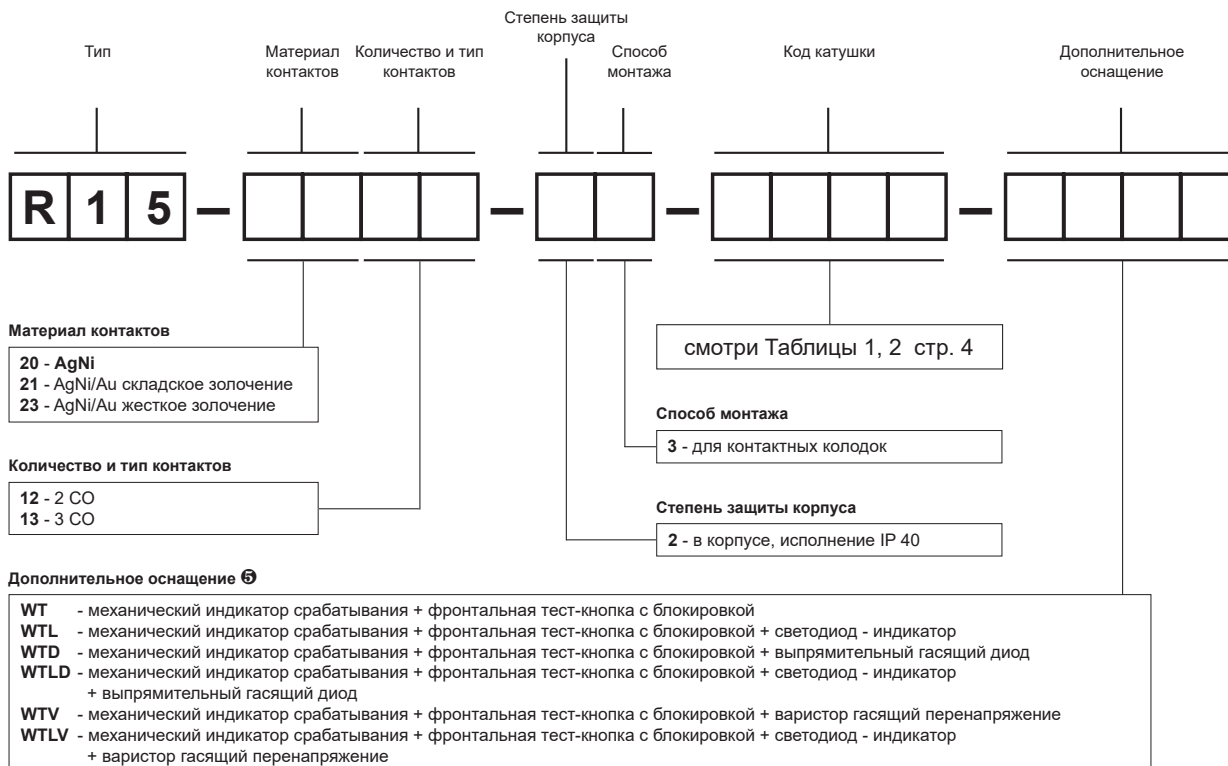 Степень защиты
корпуса
Тип
Материал
контактов
Количество и тип
контактов
Способ
монтажа
Код катушки
Дополнительное
оснащение
R 1 5 – – – –
Материал контактов
20 - AgNi
21 - AgNi/Au складское золочение
23 - AgNi/Au жесткое золочение
смотри Таблицы 1, 2 стр. 4
Способ монтажа
3 - для контактных колодок
Количество и тип контактов
12 - 2 CO
13 - 3 CO
Степень защиты корпуса
2 - в корпусе, исполнение IP 40
Дополнительное оснащение ❺
WT - механический индикатор срабатывания + фронтальная тест-кнопка с блокировкой
WTL - механический индикатор срабатывания + фронтальная тест-кнопка с блокировкой + светодиод - индикатор
WTD - механический индикатор срабатывания + фронтальная тест-кнопка с блокировкой + выпрямительный гасящий диод
WTLD - механический индикатор срабатывания + фронтальная тест-кнопка с блокировкой + светодиод - индикатор
+ выпрямительный гасящий диод
WTV - механический индикатор срабатывания + фронтальная тест-кнопка с блокировкой + варистор гасящий перенапряжение
WTLV - механический индикатор срабатывания + фронтальная тест-кнопка с блокировкой + светодиод - индикатор
+ варистор гасящий перенапряжение